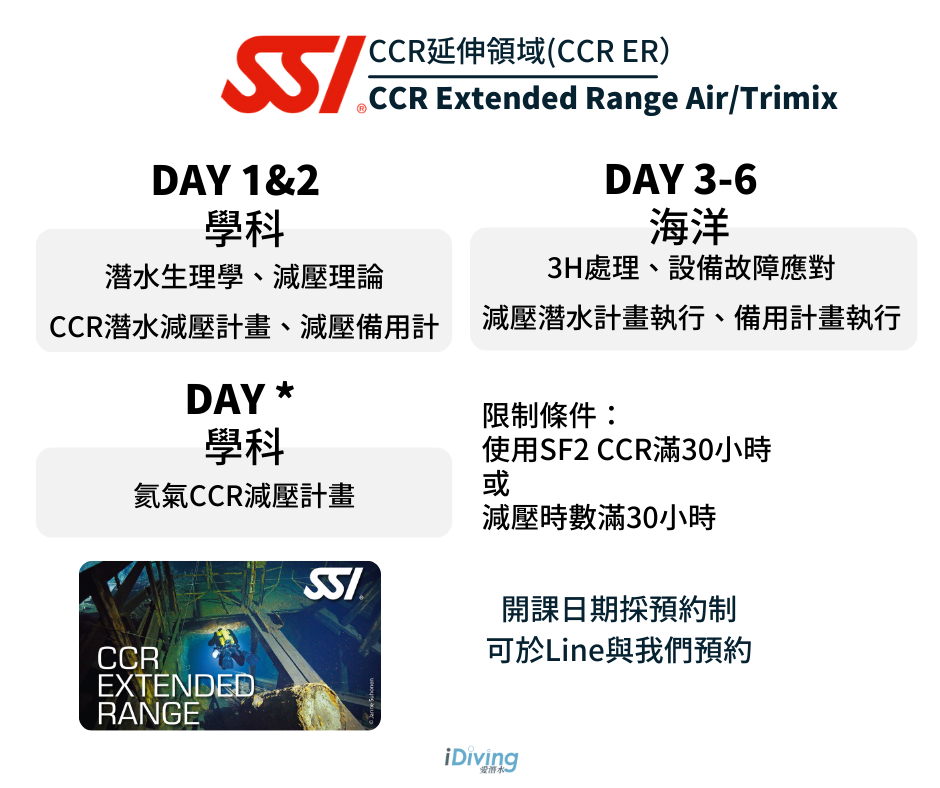 SSI
®
CCR延伸領域(CCR ER)
CCR Extended Range Air/Trimix
DAY 1&2
學科
潛水生理學、減壓理論
CCR潛水減壓計畫、減壓備用計
DAY 3-6
海洋
3H處理、設備故障應對
減壓潛水計畫執行、備用計畫執行
DAY *
學科
氦氣CCR減壓計畫
限制條件：
使用SF2 CCR滿30小時
或
減壓時數滿30小時
SSI
CCR
EXTENDED
RANGE
© Janne Suhonen
開課日期採預約制
可於Line與我們預約
iDiving
愛潛水